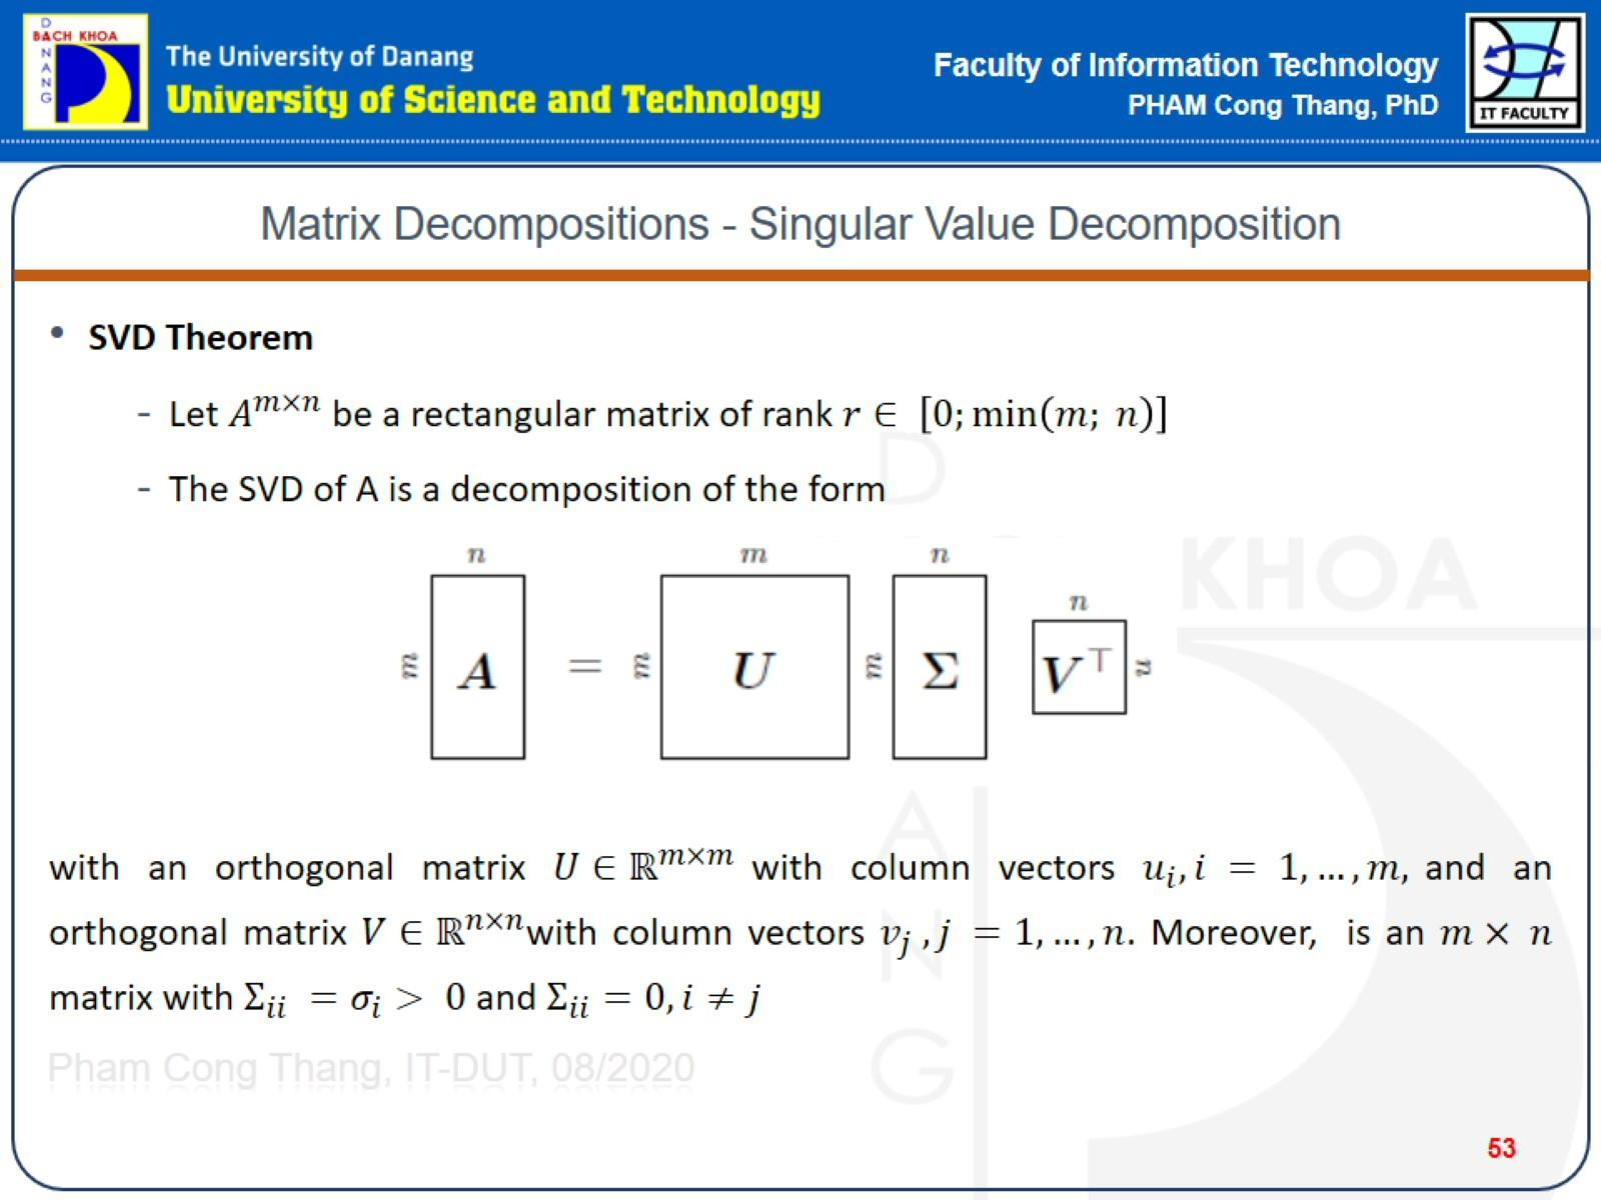 D
BACH KHOA
N
A
N
G
The University of Danang
University of Science and Technology
Faculty of Information Technology
PHAM Cong Thang, PhD
IT FACULTY
Matrix Decompositions - Singular Value Decomposition
• SVD Theorem
- Let A^{m×n} be a rectangular matrix of rank r ∈ [0; min(m; n)]
- The SVD of A is a decomposition of the form
n m n
n
m A = m U m Σ V^⊤ n
with an orthogonal matrix U ∈ ℝ^{m×m} with column vectors u_i, i = 1, … , m, and an
orthogonal matrix V ∈ ℝ^{n×n} with column vectors v_j , j = 1, … , n. Moreover, is an m × n
matrix with Σ_{ii} = σ_i > 0 and Σ_{ii} = 0, i ≠ j
Pham Cong Thang, IT-DUT, 08/2020
D
KHOA
A
N
G
53